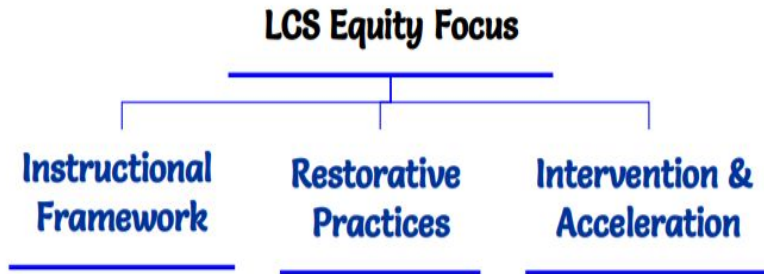 LCS Equity Focus
Instructional
Framework
Restorative
Practices
Intervention &
Acceleration